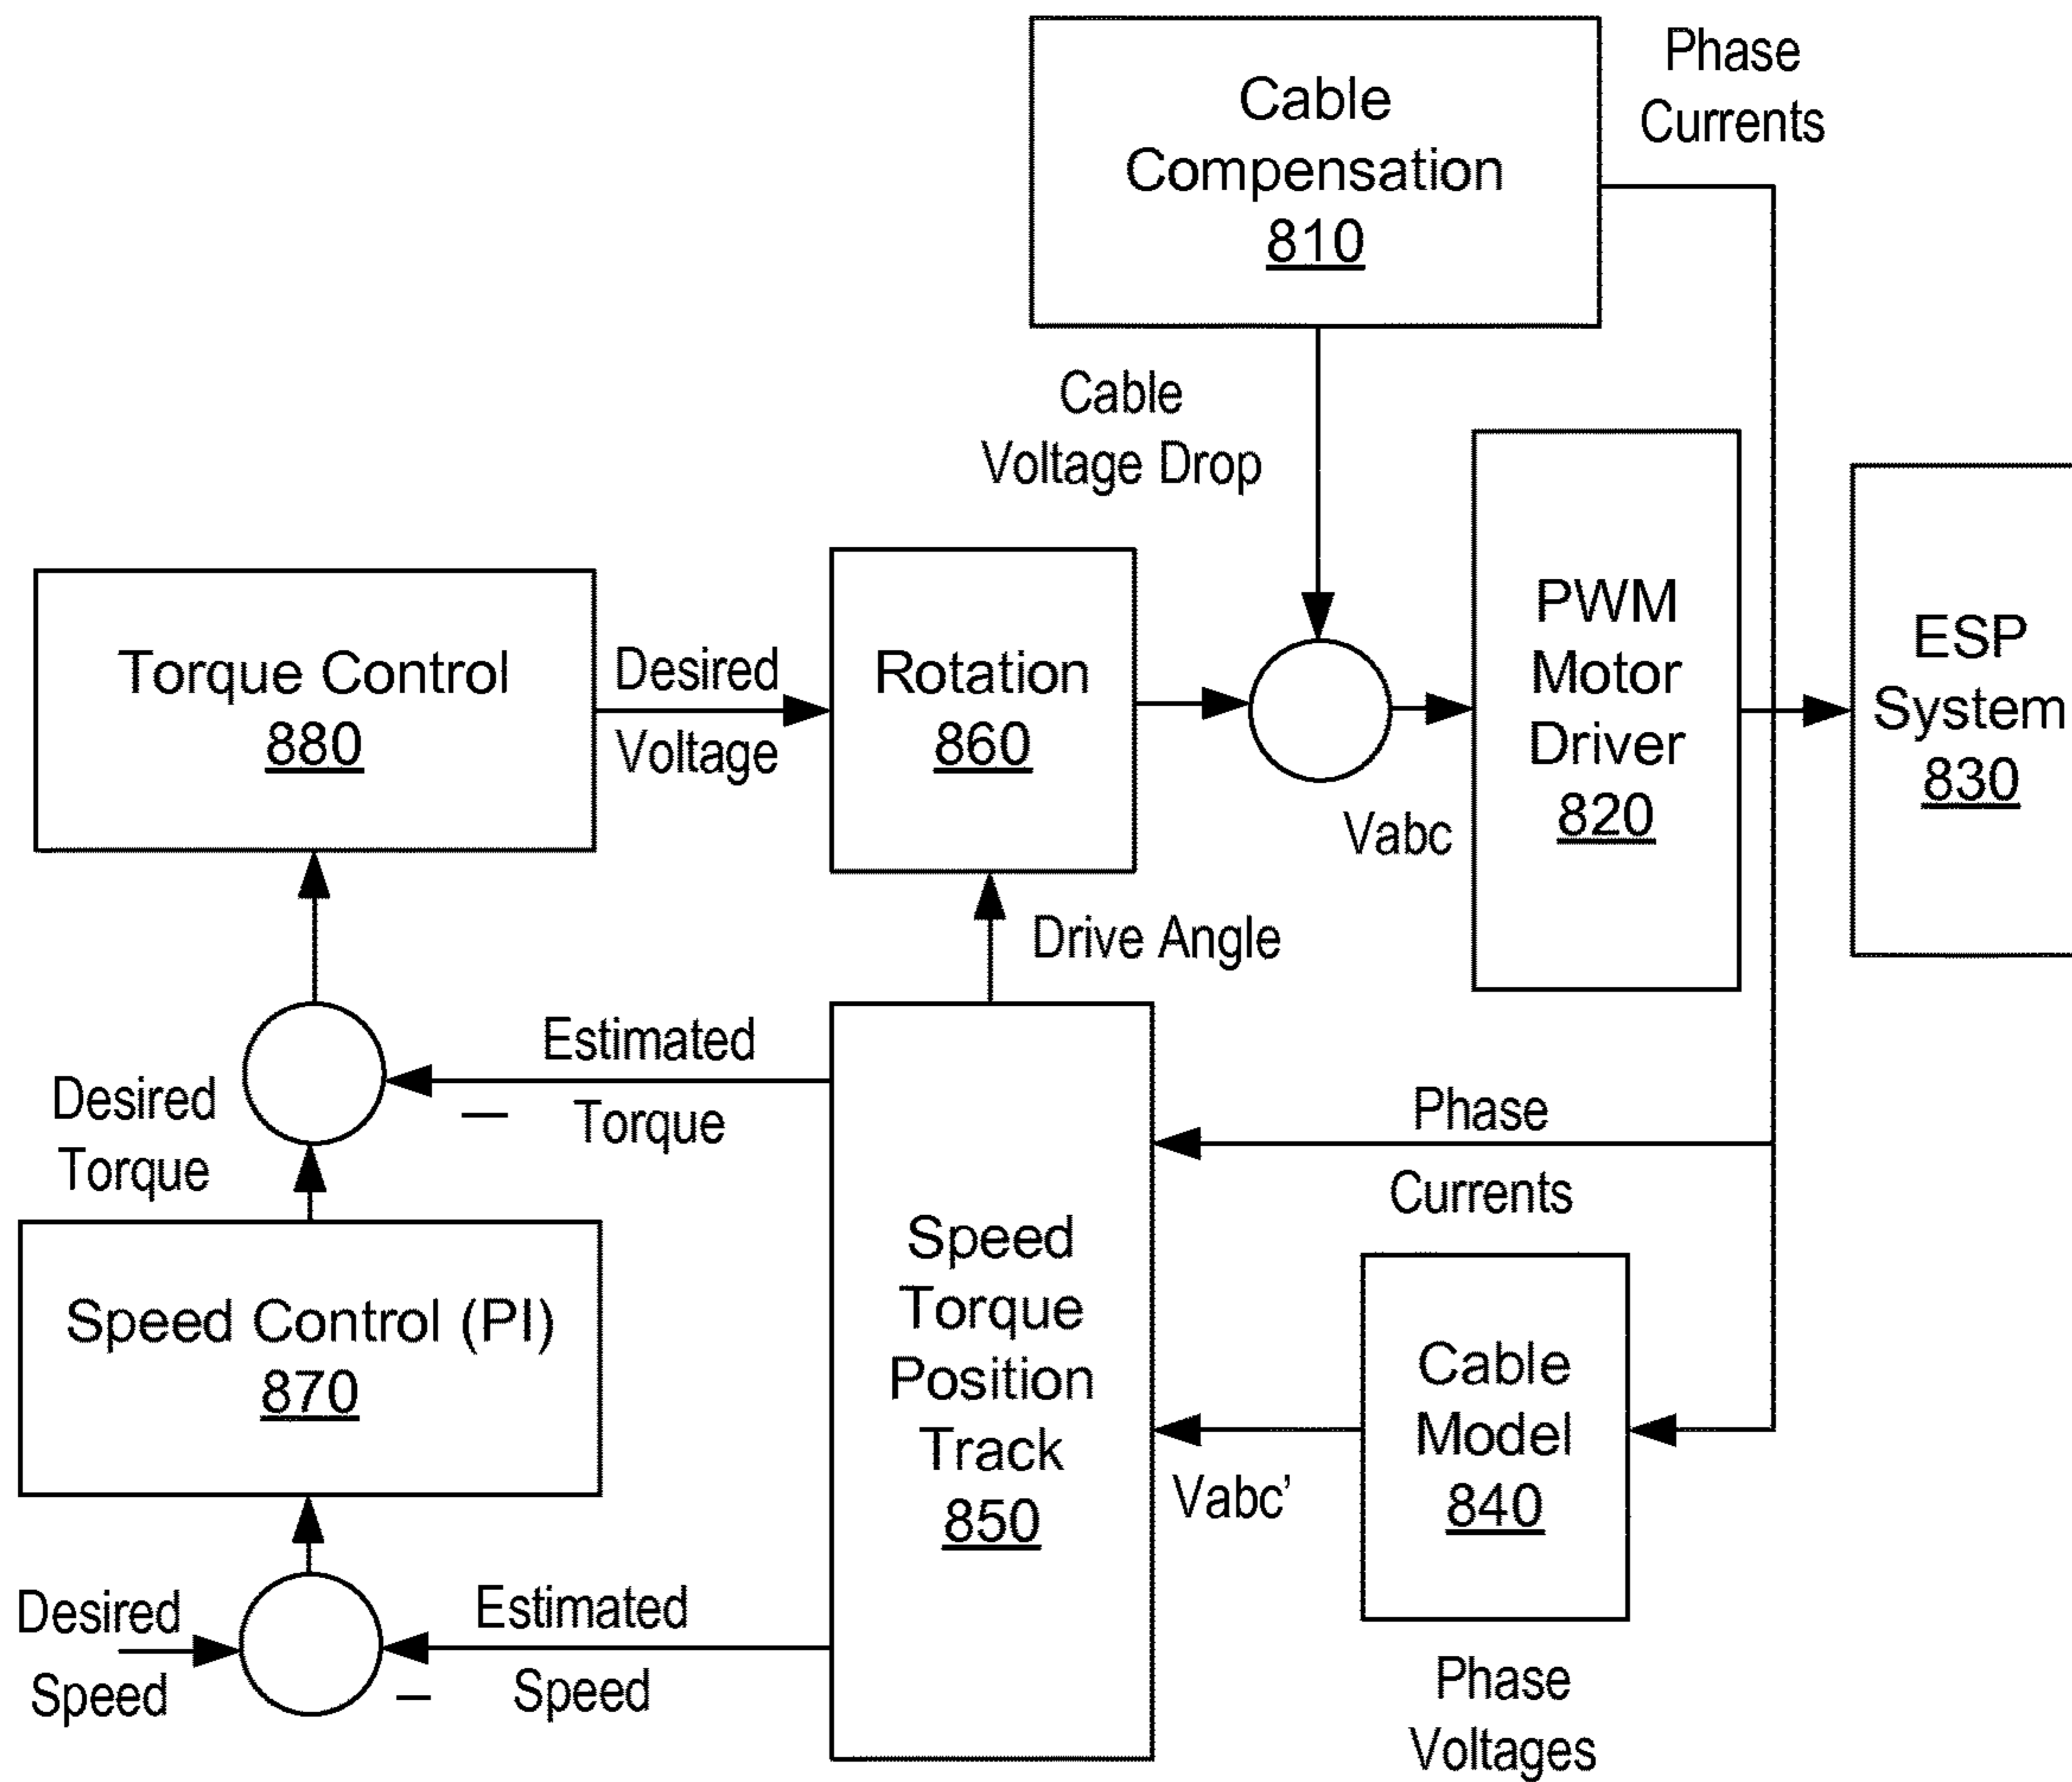 Cable
Compensation
810
Phase
Currents
Cable
Voltage Drop
Torque Control
880
Desired
Voltage
Rotation
860
Vabc
PWM
Motor
Driver
820
ESP
System
830
Drive Angle
Desired
Torque
—
Estimated
Torque
Phase
Currents
Speed Control (PI)
870
Speed
Torque
Position
Track
850
Vabc’
Cable
Model
840
Desired
Speed
–
Estimated
Speed
Phase
Voltages